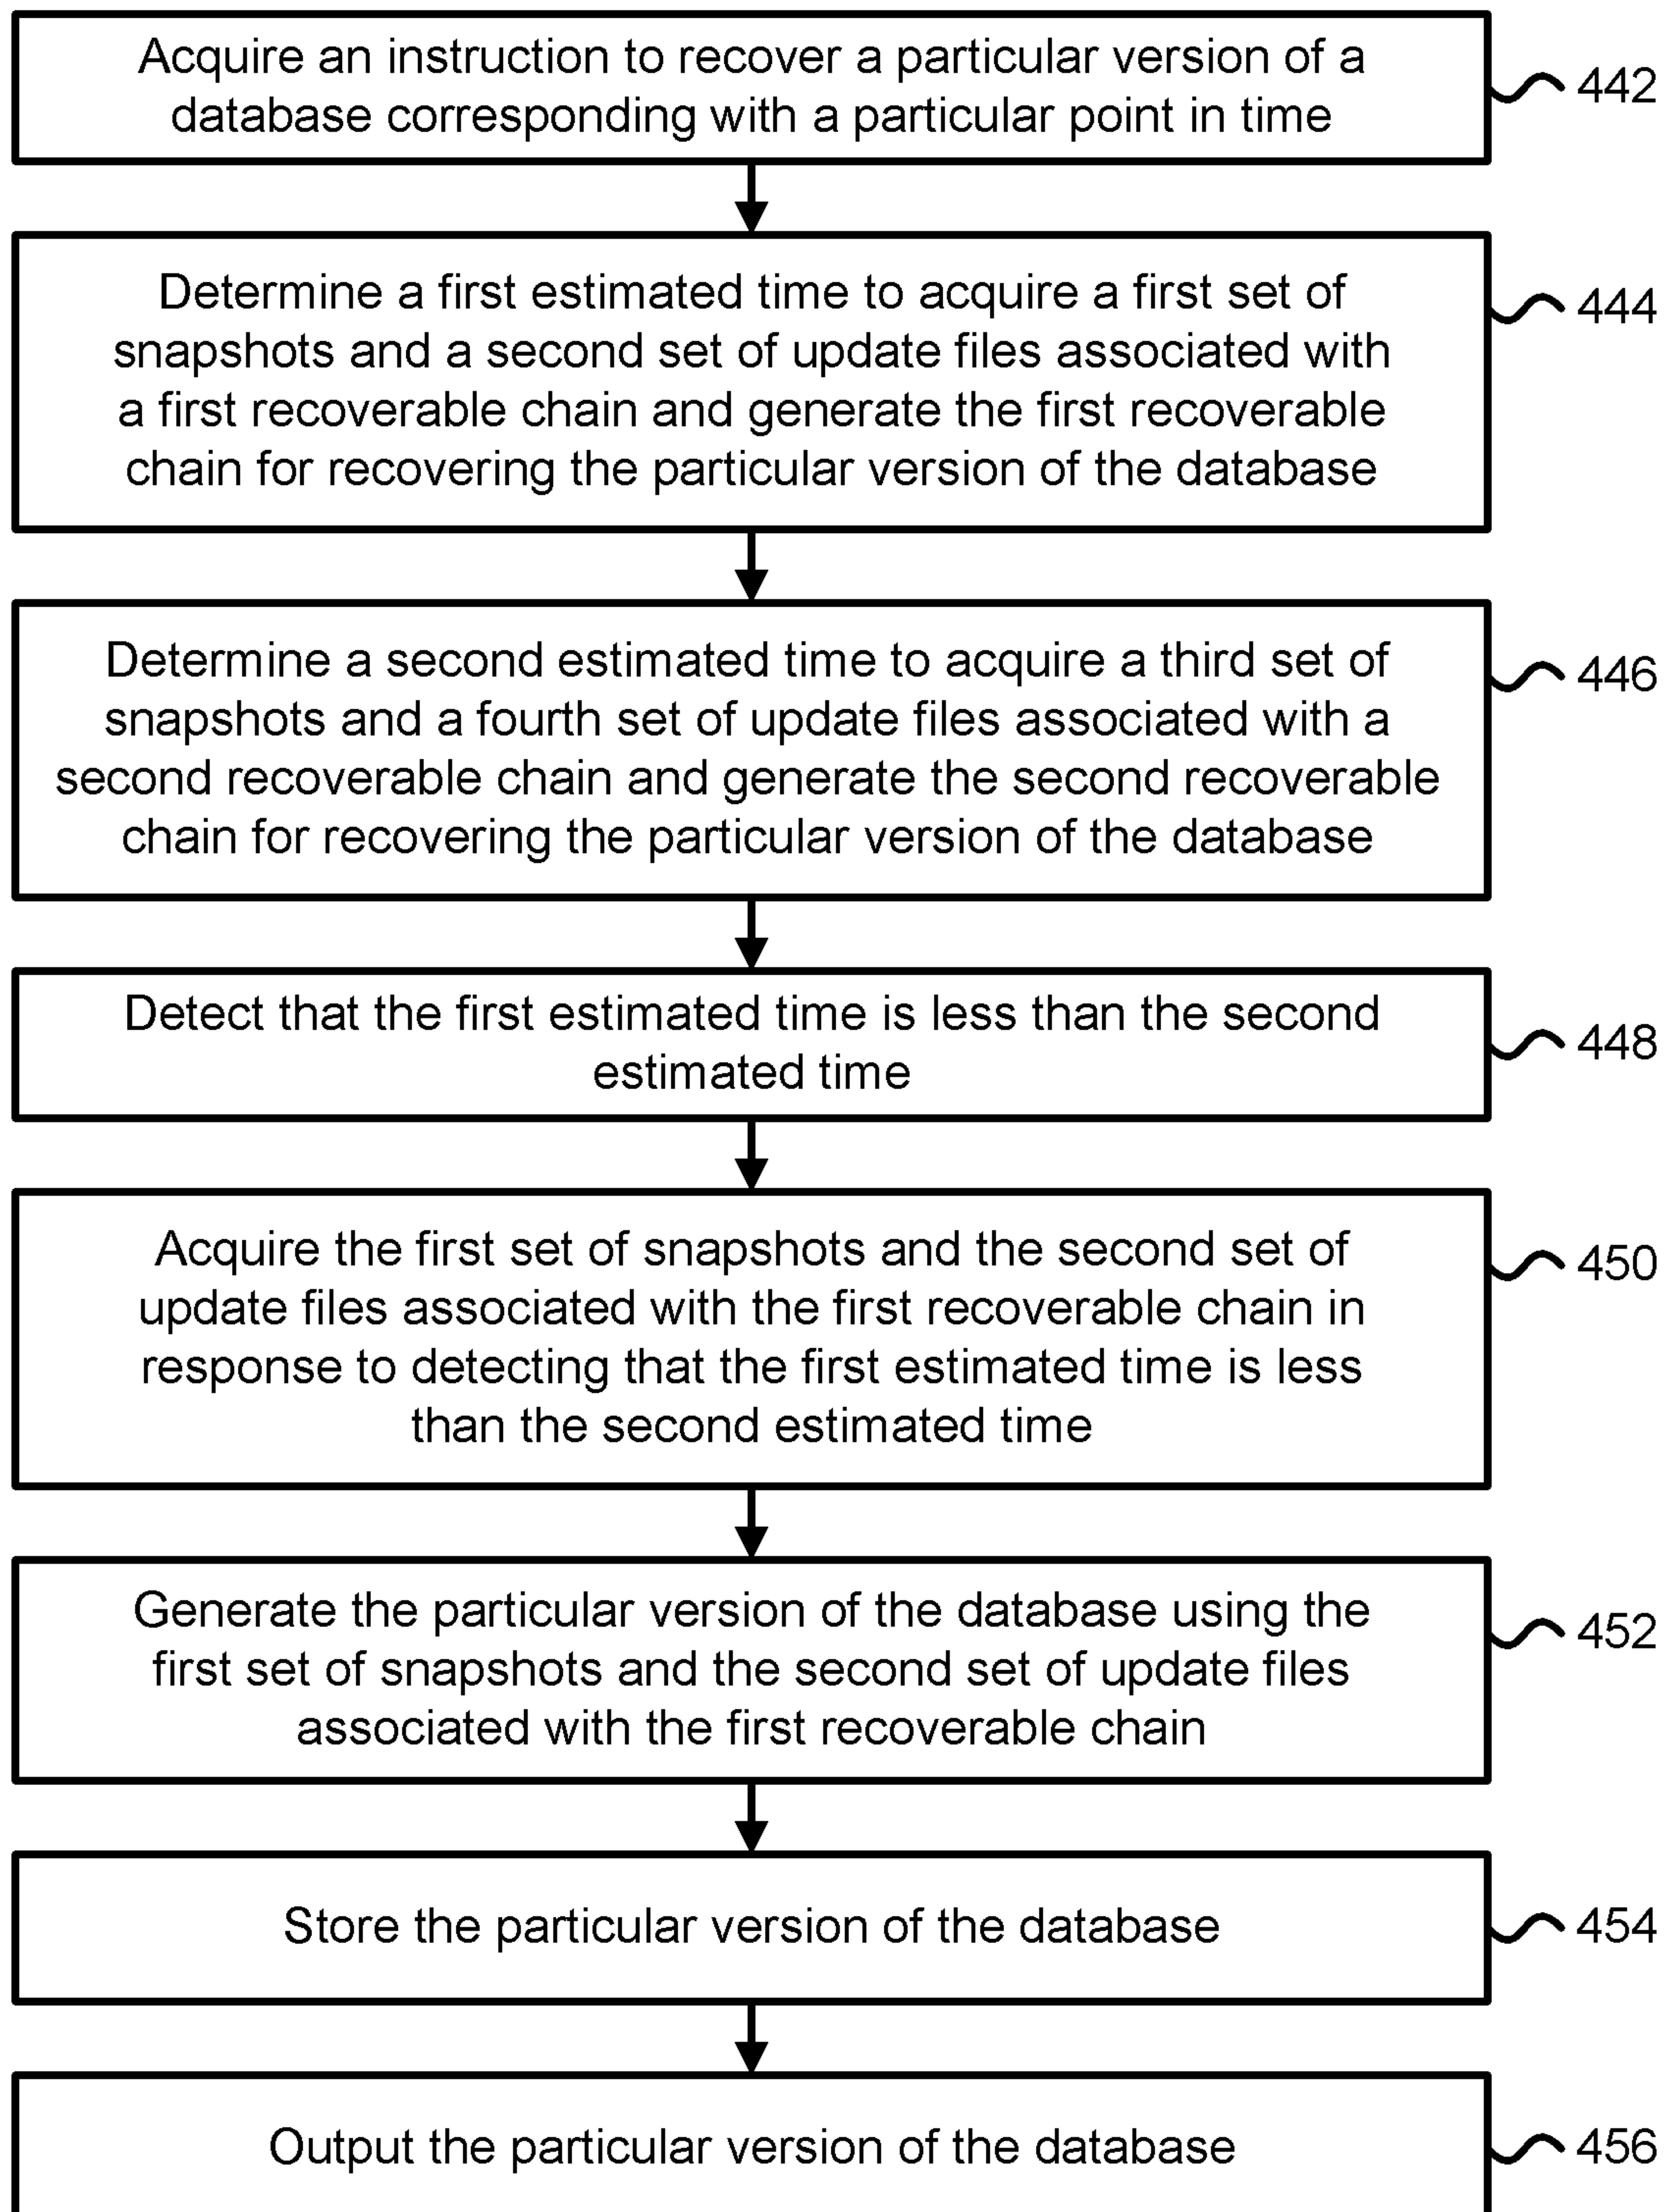 Acquire an instruction to recover a particular version of a
database corresponding with a particular point in time
442
Determine a first estimated time to acquire a first set of
snapshots and a second set of update files associated with
a first recoverable chain and generate the first recoverable
chain for recovering the particular version of the database
444
Determine a second estimated time to acquire a third set of
snapshots and a fourth set of update files associated with a
second recoverable chain and generate the second recoverable
chain for recovering the particular version of the database
446
Detect that the first estimated time is less than the second
estimated time
448
Acquire the first set of snapshots and the second set of
update files associated with the first recoverable chain in
response to detecting that the first estimated time is less
than the second estimated time
450
Generate the particular version of the database using the
first set of snapshots and the second set of update files
associated with the first recoverable chain
452
Store the particular version of the database
454
Output the particular version of the database
456